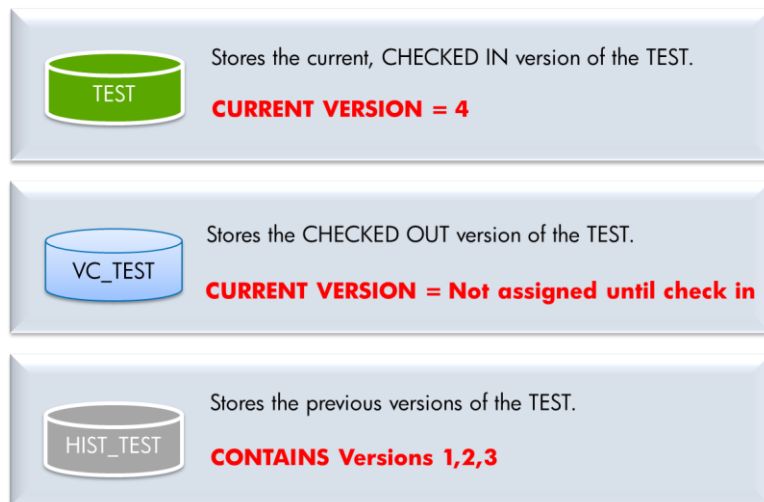 TEST
Stores the current, CHECKED IN version of the TEST.
CURRENT VERSION = 4
VC_TEST
Stores the CHECKED OUT version of the TEST.
CURRENT VERSION = Not assigned until check in
HIST_TEST
Stores the previous versions of the TEST.
CONTAINS Versions 1,2,3